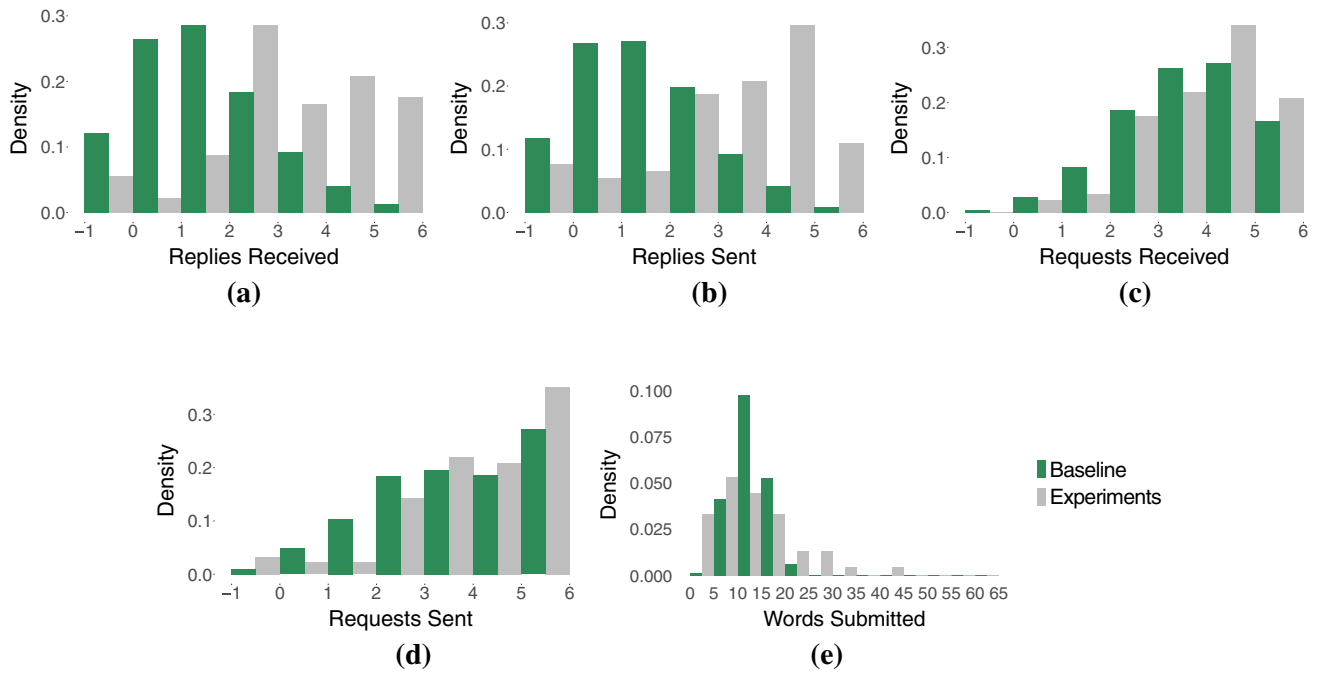 0.3
0.2
0.1
0.0
Density
−1 0 1 2 3 4 5 6
Replies Received
(a)
0.3
0.2
0.1
0.0
Density
−1 0 1 2 3 4 5 6
Replies Sent
(b)
0.3
0.2
0.1
0.0
Density
−1 0 1 2 3 4 5 6
Requests Received
(c)
0.3
0.2
0.1
0.0
Density
−1 0 1 2 3 4 5 6
Requests Sent
(d)
0.100
0.075
0.050
0.025
0.000
Density
0 5 10 15 20 25 30 35 40 45 50 55 60 65
Words Submitted
(e)
Baseline
Experiments